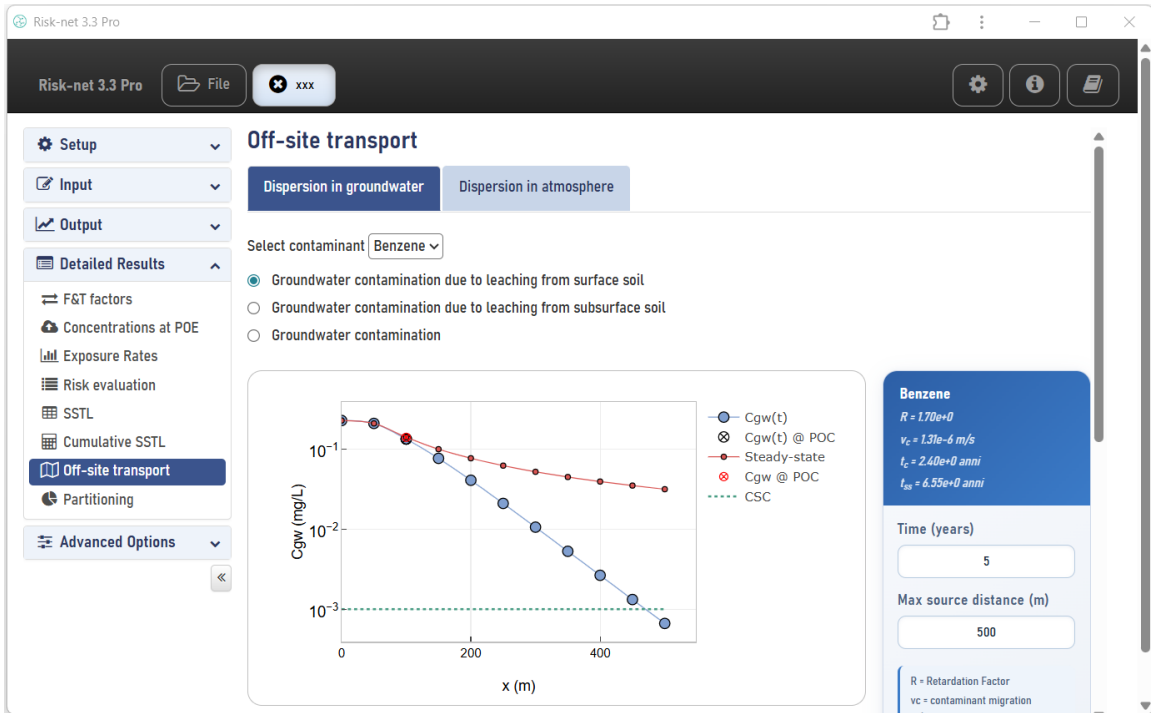 Risk-net 3.3 Pro
Risk-net 3.3 Pro
File
xxx
Setup
Input
Output
Detailed Results
F&T factors
Concentrations at POE
Exposure Rates
Risk evaluation
SSTL
Cumulative SSTL
Off-site transport
Partitioning
Advanced Options
«
Off-site transport
Dispersion in groundwater
Dispersion in atmosphere
Select contaminant Benzene
Groundwater contamination due to leaching from surface soil
Groundwater contamination due to leaching from subsurface soil
Groundwater contamination
Cgw (mg/L)
10⁻¹
10⁻²
10⁻³
0
200
400
x (m)
Cgw(t)
Cgw(t) @ POC
Steady-state
Cgw @ POC
CSC
Benzene
R = 1.70e+0
vc = 1.31e-6 m/s
tc = 2.40e+0 anni
tss = 6.55e+0 anni
Time (years)
5
Max source distance (m)
500
R = Retardation Factor
vc = contaminant migration